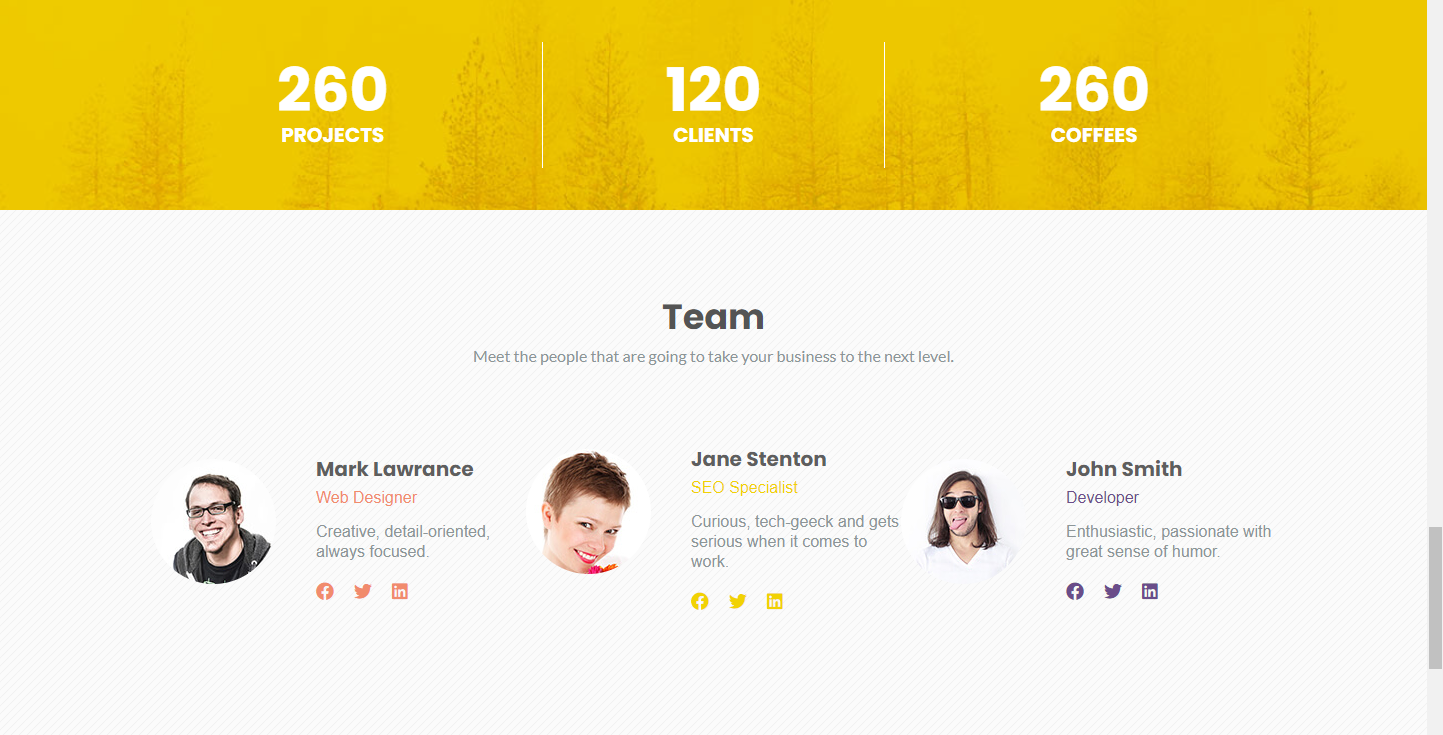 260
PROJECTS
120
CLIENTS
260
COFFEES
Team
Meet the people that are going to take your business to the next level.
Mark Lawrance
Web Designer
Creative, detail-oriented,
always focused.
Jane Stenton
SEO Specialist
Curious, tech-geeck and gets
serious when it comes to
work.
John Smith
Developer
Enthusiastic, passionate with
great sense of humor.